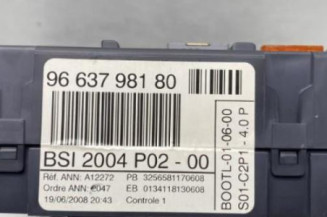 96 637 981 80
BSI 2004 P02 - 00
Réf. ANN: A12272 PB 3256581170608
Ordre ANN: €047 EB 0134118130608
19/06/2008 20:43 Controle 1
BOOTL-01-06-00
S01-C2P1 - 4.0 P